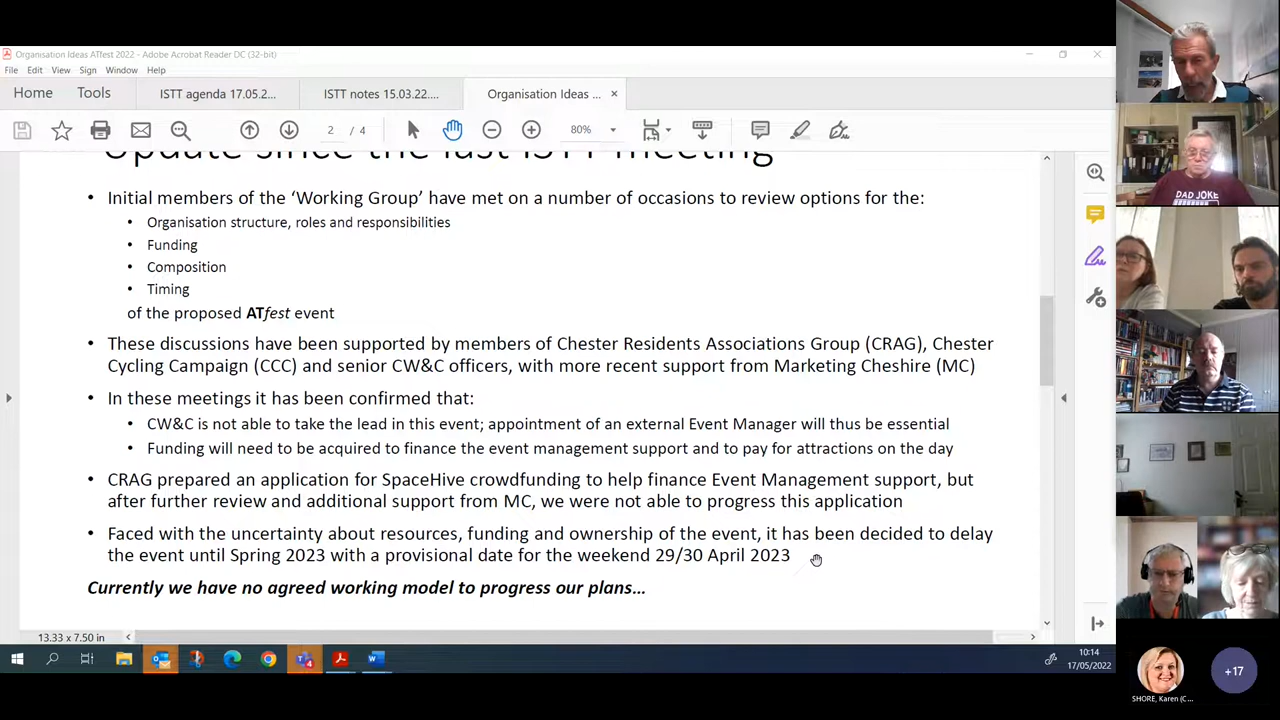 Organisation Ideas ATfest 2022 - Adobe Acrobat Reader DC (32-bit)
File Edit View Sign Window Help
Home Tools ISTT agenda 17.05.2... ISTT notes 15.03.22.... Organisation Ideas ... ×
2 / 4 80%
Update since the last ISTT meeting
• Initial members of the ‘Working Group’ have met on a number of occasions to review options for the:
• Organisation structure, roles and responsibilities
• Funding
• Composition
• Timing
of the proposed ATfest event
• These discussions have been supported by members of Chester Residents Associations Group (CRAG), Chester
Cycling Campaign (CCC) and senior CW&C officers, with more recent support from Marketing Cheshire (MC)
• In these meetings it has been confirmed that:
• CW&C is not able to take the lead in this event; appointment of an external Event Manager will thus be essential
• Funding will need to be acquired to finance the event management support and to pay for attractions on the day
• CRAG prepared an application for SpaceHive crowdfunding to help finance Event Management support, but
after further review and additional support from MC, we were not able to progress this application
• Faced with the uncertainty about resources, funding and ownership of the event, it has been decided to delay
the event until Spring 2023 with a provisional date for the weekend 29/30 April 2023
Currently we have no agreed working model to progress our plans...
13.33 x 7.50 in
10:14
17/05/2022
DAD JOKE
+17
SHORE, Karen (C...